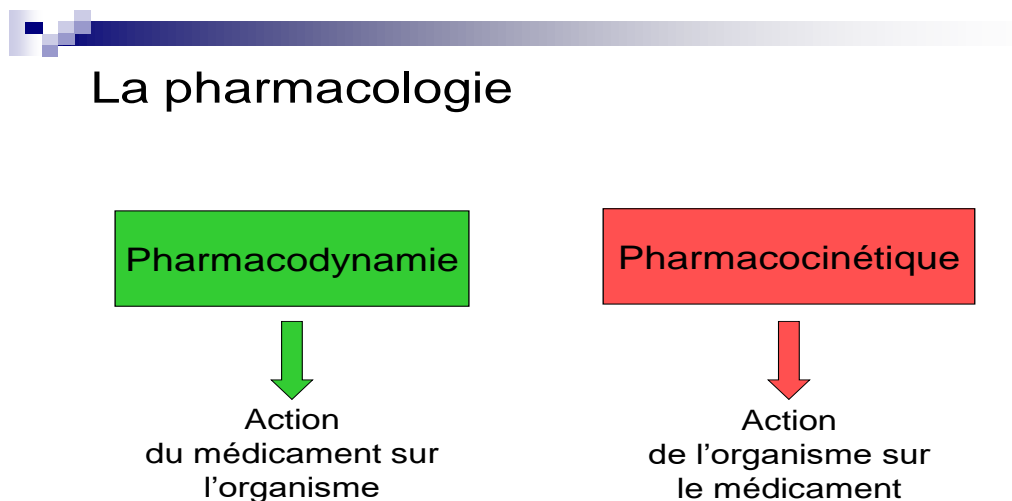 La pharmacologie
Pharmacodynamie
Action
du médicament sur
l'organisme
Pharmacocinétique
Action
de l'organisme sur
le médicament